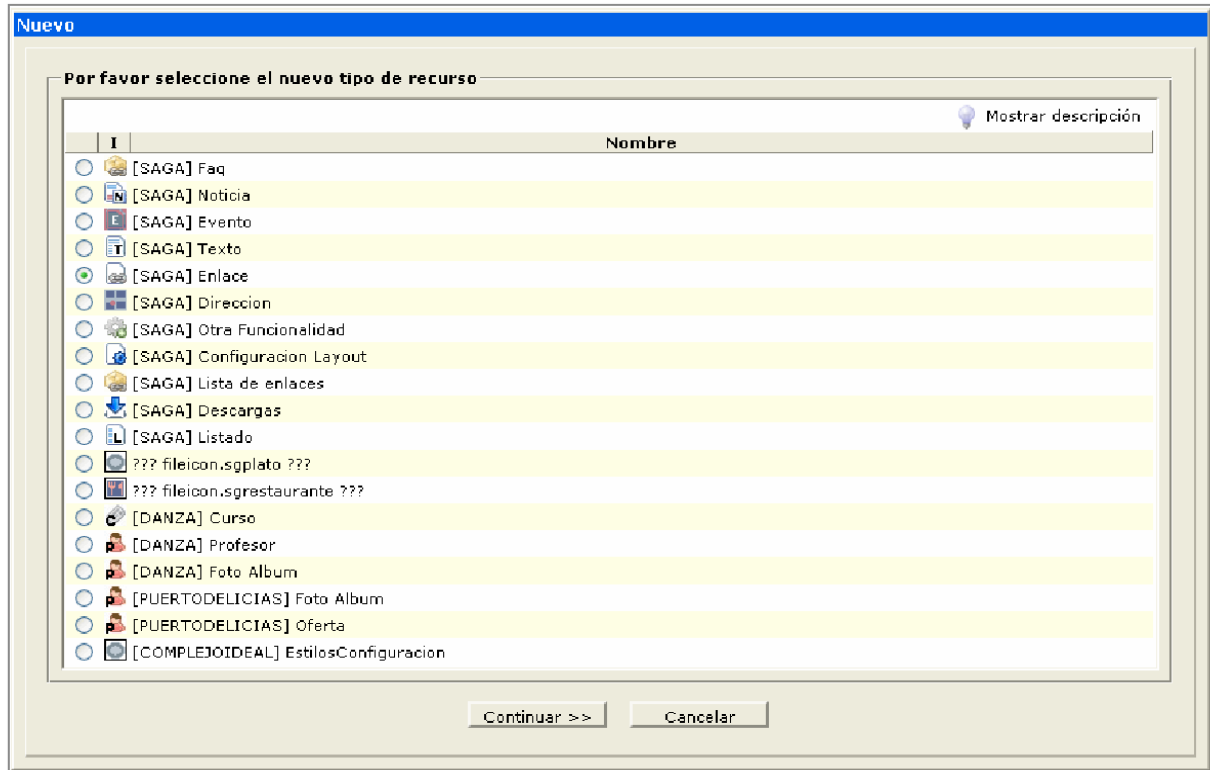 Nuevo
Por favor seleccione el nuevo tipo de recurso
Mostrar descripción
I Nombre
[SAGA] Faq
[SAGA] Noticia
[SAGA] Evento
[SAGA] Texto
[SAGA] Enlace
[SAGA] Direccion
[SAGA] Otra Funcionalidad
[SAGA] Configuracion Layout
[SAGA] Lista de enlaces
[SAGA] Descargas
[SAGA] Listado
??? fileicon.sgplato ???
??? fileicon.sgrestaurante ???
[DANZA] Curso
[DANZA] Profesor
[DANZA] Foto Album
[PUERTODELICIAS] Foto Album
[PUERTODELICIAS] Oferta
[COMPLEJOIDEAL] EstilosConfiguracion
Continuar >> Cancelar